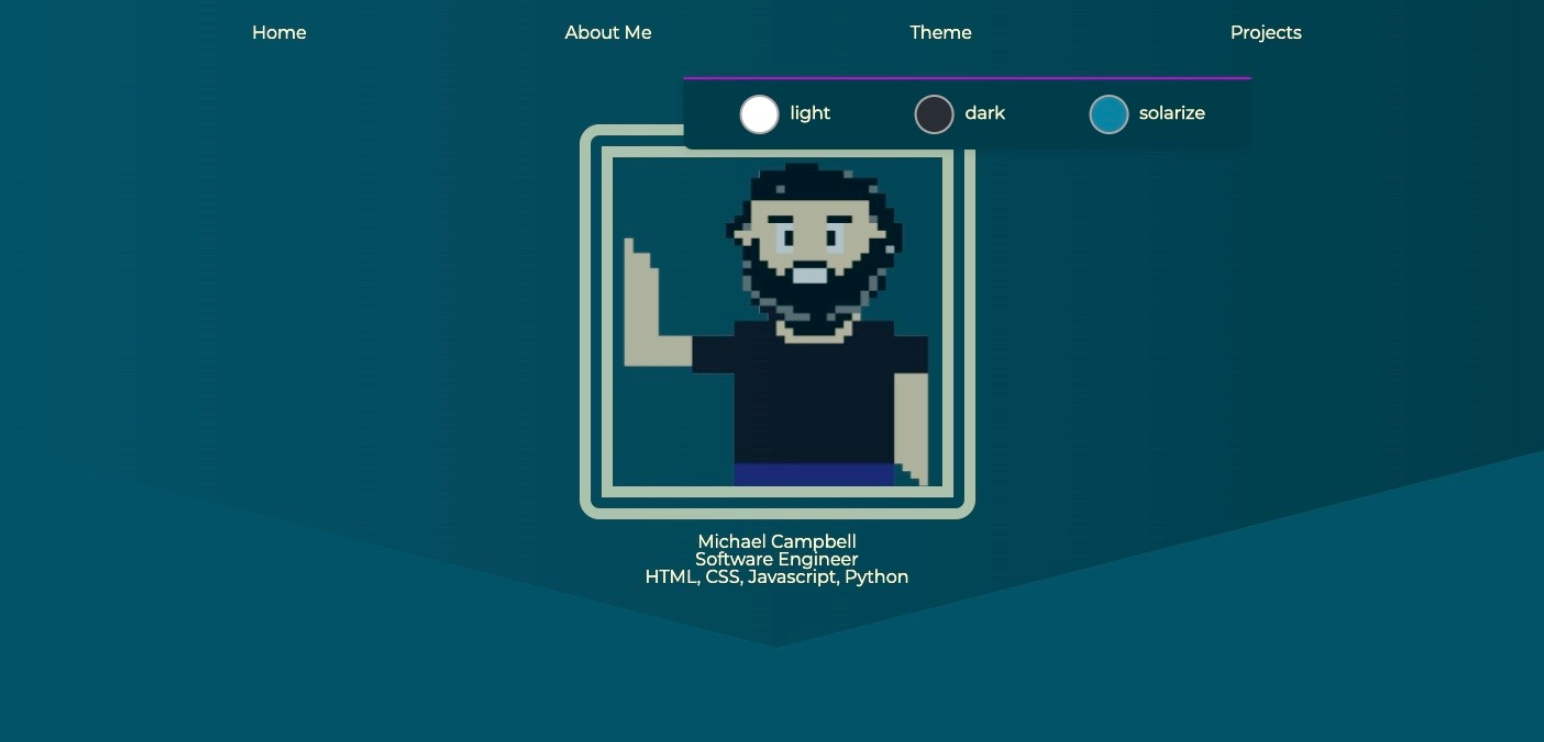 Home About Me Theme Projects
light dark solarize
Michael Campbell
Software Engineer
HTML, CSS, Javascript, Python